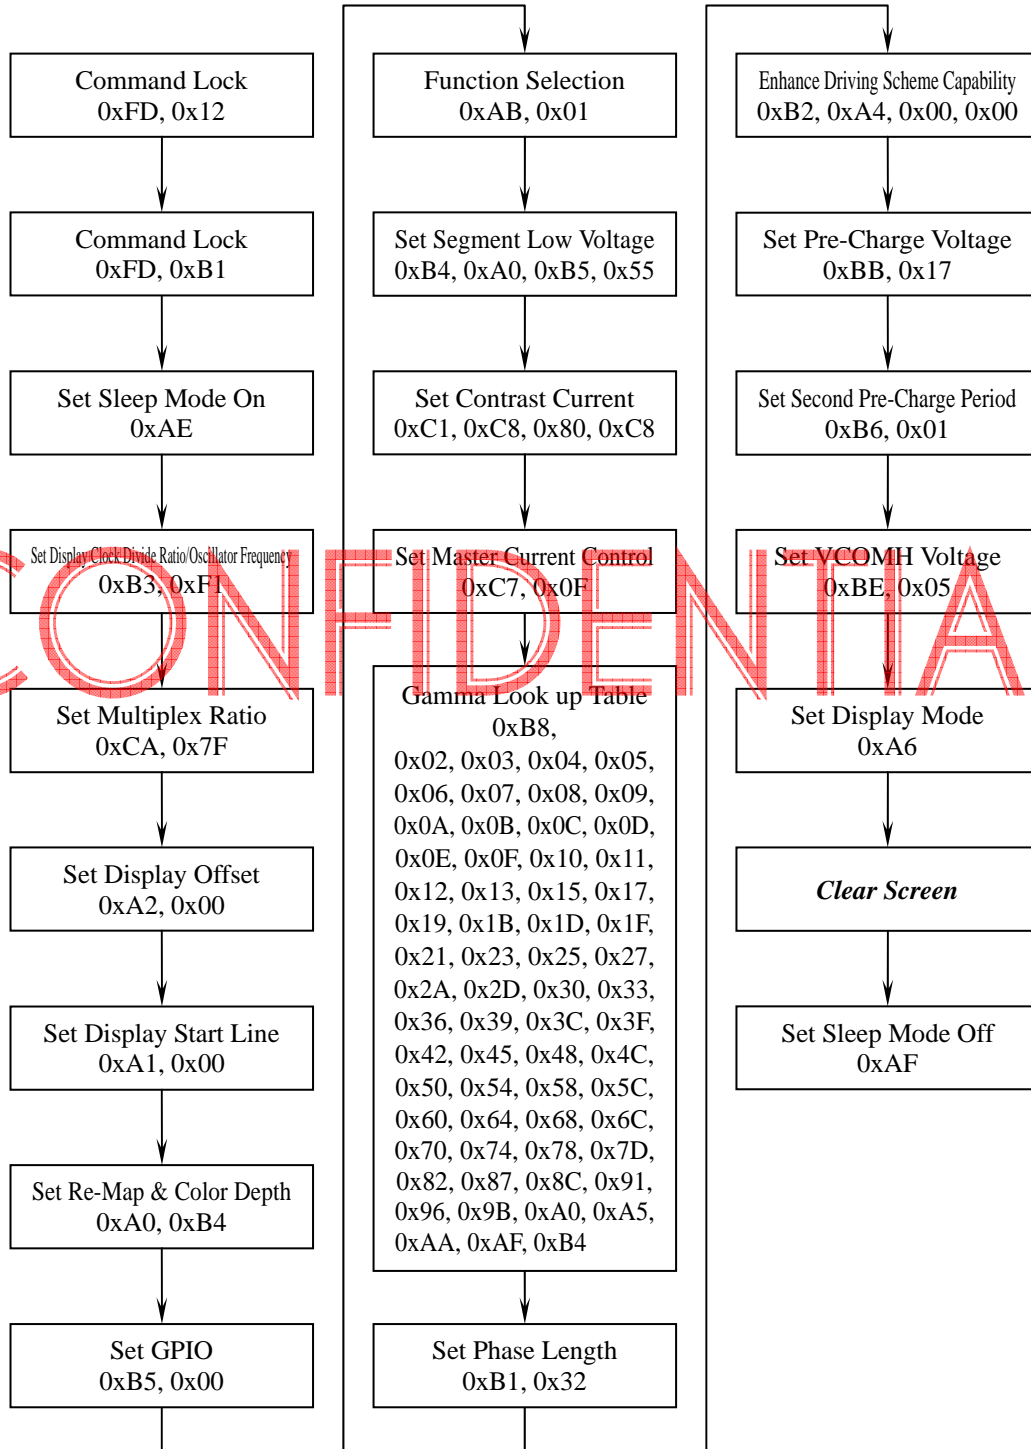 Command Lock
0xFD, 0x12
Command Lock
0xFD, 0xB1
Set Sleep Mode On
0xAE
Set Display Clock Divide Ratio/Oscillator Frequency
0xB3, 0xF1
Set Multiplex Ratio
0xCA, 0x7F
Set Display Offset
0xA2, 0x00
Set Display Start Line
0xA1, 0x00
Set Re-Map & Color Depth
0xA0, 0xB4
Set GPIO
0xB5, 0x00
Function Selection
0xAB, 0x01
Set Segment Low Voltage
0xB4, 0xA0, 0xB5, 0x55
Set Contrast Current
0xC1, 0xC8, 0x80, 0xC8
Set Master Current Control
0xC7, 0x0F
Gamma Look up Table
0xB8,
0x02, 0x03, 0x04, 0x05,
0x06, 0x07, 0x08, 0x09,
0x0A, 0x0B, 0x0C, 0x0D,
0x0E, 0x0F, 0x10, 0x11,
0x12, 0x13, 0x15, 0x17,
0x19, 0x1B, 0x1D, 0x1F,
0x21, 0x23, 0x25, 0x27,
0x2A, 0x2D, 0x30, 0x33,
0x36, 0x39, 0x3C, 0x3F,
0x42, 0x45, 0x48, 0x4C,
0x50, 0x54, 0x58, 0x5C,
0x60, 0x64, 0x68, 0x6C,
0x70, 0x74, 0x78, 0x7D,
0x82, 0x87, 0x8C, 0x91,
0x96, 0x9B, 0xA0, 0xA5,
0xAA, 0xAF, 0xB4
Set Phase Length
0xB1, 0x32
Enhance Driving Scheme Capability
0xB2, 0xA4, 0x00, 0x00
Set Pre-Charge Voltage
0xBB, 0x17
Set Second Pre-Charge Period
0xB6, 0x01
Set VCOMH Voltage
0xBE, 0x05
Set Display Mode
0xA6
Clear Screen
Set Sleep Mode Off
0xAF
CONFIDENTIA